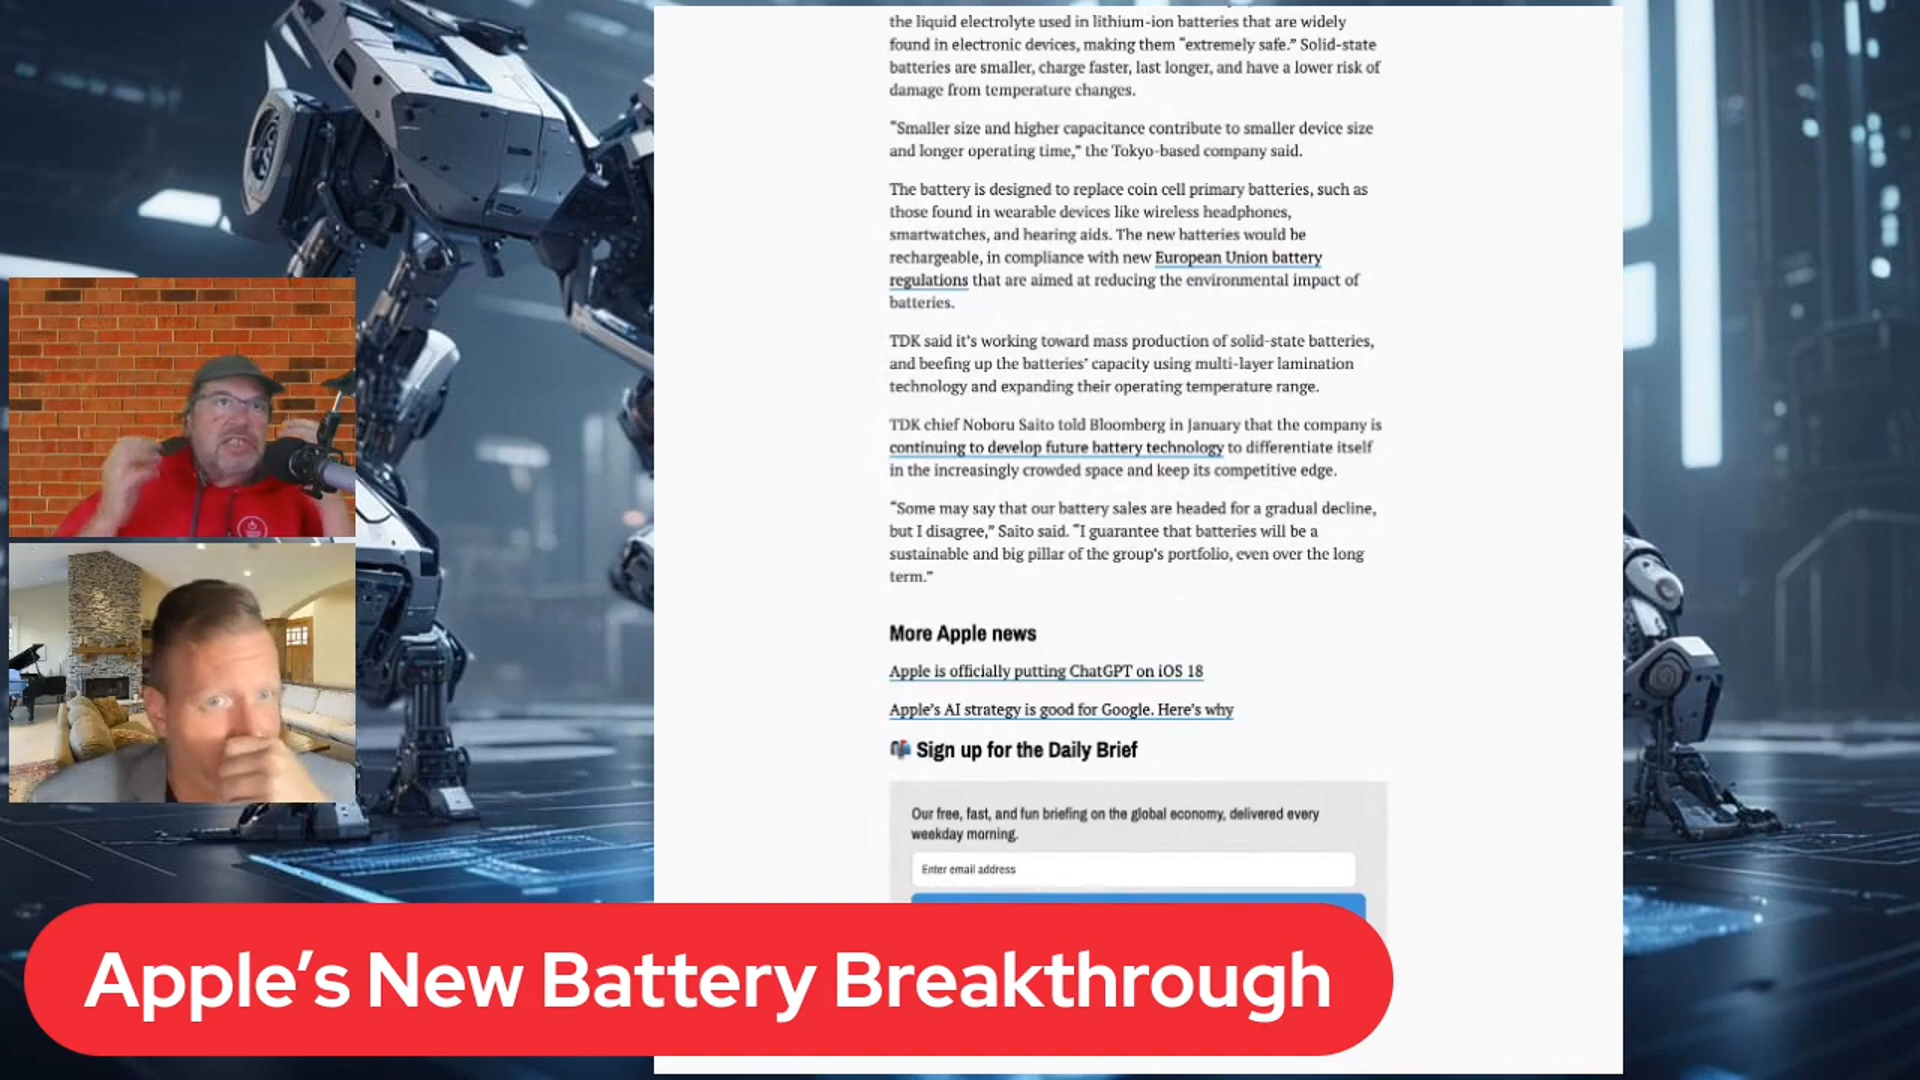 the liquid electrolyte used in lithium-ion batteries that are widely
found in electronic devices, making them “extremely safe.” Solid-state
batteries are smaller, charge faster, last longer, and have a lower risk of
damage from temperature changes.
“Smaller size and higher capacitance contribute to smaller device size
and longer operating time,” the Tokyo-based company said.
The battery is designed to replace coin cell primary batteries, such as
those found in wearable devices like wireless headphones,
smartwatches, and hearing aids. The new batteries would be
rechargeable, in compliance with new European Union battery
regulations that are aimed at reducing the environmental impact of
batteries.
TDK said it’s working toward mass production of solid-state batteries,
and beefing up the batteries’ capacity using multi-layer lamination
technology and expanding their operating temperature range.
TDK chief Noboru Saito told Bloomberg in January that the company is
continuing to develop future battery technology to differentiate itself
in the increasingly crowded space and keep its competitive edge.
“Some may say that our battery sales are headed for a gradual decline,
but I disagree,” Saito said. “I guarantee that batteries will be a
sustainable and big pillar of the group’s portfolio, even over the long
term.”
More Apple news
Apple is officially putting ChatGPT on iOS 18
Apple’s AI strategy is good for Google. Here’s why
Sign up for the Daily Brief
Our free, fast, and fun briefing on the global economy, delivered every
weekday morning.
Enter email address
Apple’s New Battery Breakthrough